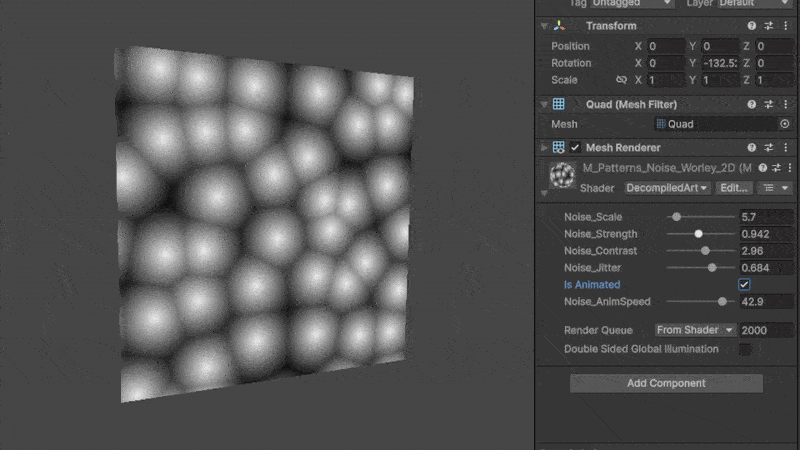 Tag Untagged Layer Default
Transform
Position X 0 Y 0 Z 0
Rotation X 0 Y -132.5: Z 0
Scale X 1 Y 1 Z 1
Quad (Mesh Filter)
Mesh Quad
Mesh Renderer
M_Patterns_Noise_Worley_2D (M
Shader DecompiledArt Edit...
Noise_Scale 5.7
Noise_Strength 0.942
Noise_Contrast 2.96
Noise_Jitter 0.684
Is Animated
Noise_AnimSpeed 42.9
Render Queue From Shader 2000
Double Sided Global Illumination
Add Component